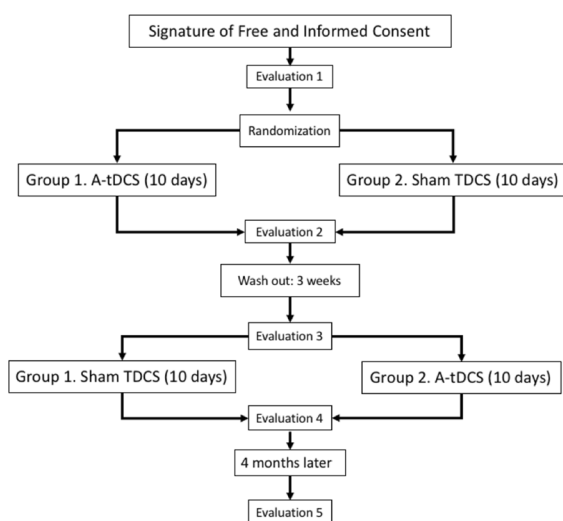 Signature of Free and Informed Consent
Evaluation 1
Randomization
Group 1. A-tDCS (10 days)
Group 2. Sham TDCS (10 days)
Evaluation 2
Wash out: 3 weeks
Evaluation 3
Group 1. Sham TDCS (10 days)
Group 2. A-tDCS (10 days)
Evaluation 4
4 months later
Evaluation 5